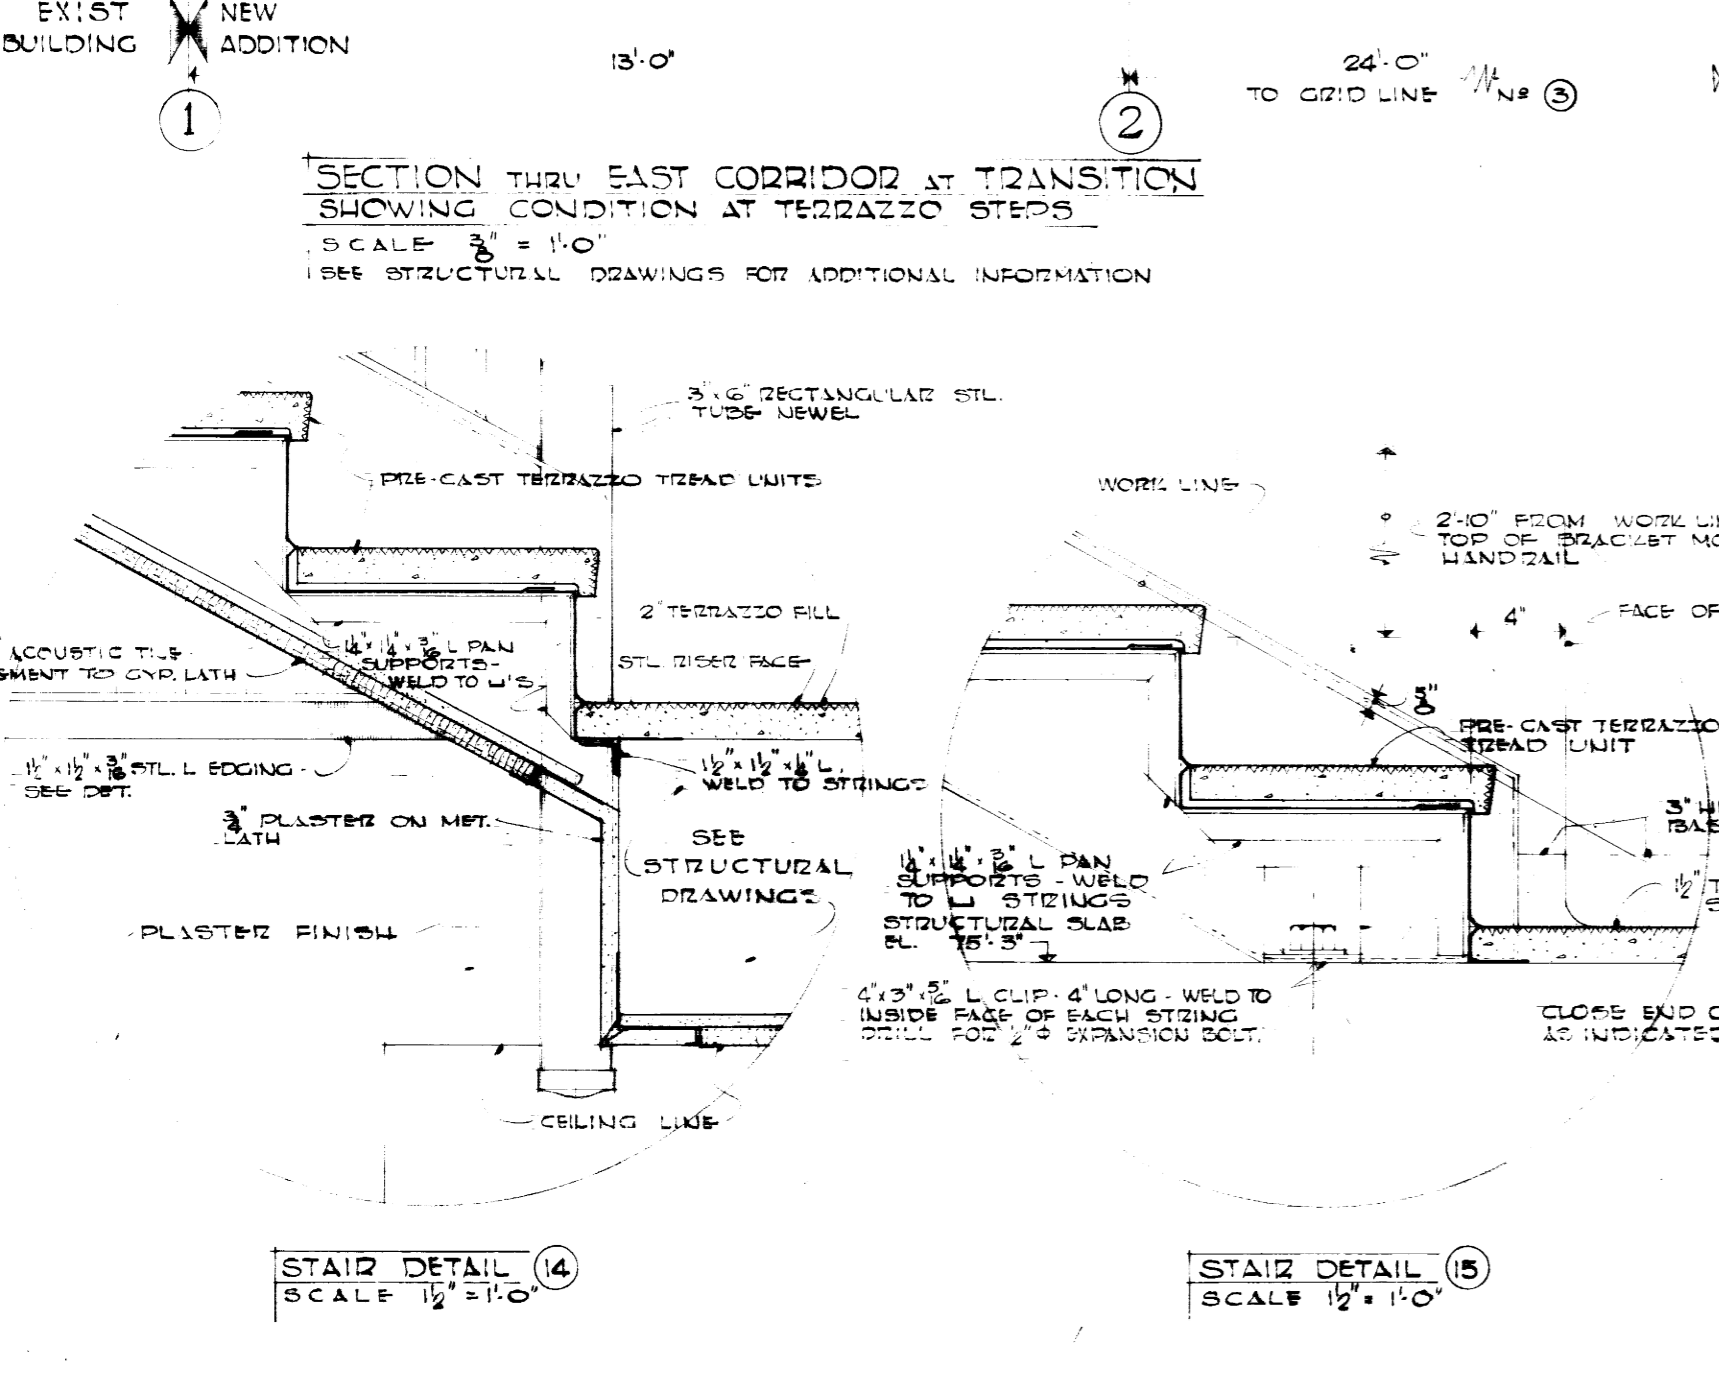 EXIST
BUILDING
NEW
ADDITION
13'-0"
24'-0"
TO GRID LINE Nº 3
1
2
SECTION THRU EAST CORRIDOR AT TRANSITION
SHOWING CONDITION AT TERRAZZO STEPS
SCALE 3/8" = 1'-0"
SEE STRUCTURAL DRAWINGS FOR ADDITIONAL INFORMATION
3"x6" RECTANGULAR STL.
TUBE NEWEL
PRE-CAST TERRAZZO TREAD UNITS
2" TERRAZZO FILL
STL. RISER FACE
1¼"x1¼"x3/16" L PAN
SUPPORTS-
WELD TO ⊔'S
ACOUSTIC TILE
TO GYP. LATH
1½"x1½"x3/16" STL. L EDGING-
SEE DET.
¾" PLASTER ON MET.
LATH
1½"x1½"x⅛" L.
WELD TO STRINGS
SEE
STRUCTURAL
DRAWINGS
PLASTER FINISH
CEILING LINE
STAIR DETAIL 14
SCALE 1½"=1'-0"
WORK LINE
2'-10" FROM WORK
TOP OF BRACKET
HANDRAIL
4"
FACE OF
5/8"
PRE-CAST TERRAZZO
TREAD UNIT
3"
1½"
1¼"x1¼"x3/16" L PAN
SUPPORTS - WELD
TO ⊔ STRINGS
STRUCTURAL SLAB
EL. 75'-3"
4"x3"x5/16" L CLIP - 4" LONG - WELD TO
INSIDE FACE OF EACH STRING
DRILL FOR ½"Φ EXPANSION BOLT.
CLOSE END
AS INDICATED
STAIR DETAIL 15
SCALE 1½" = 1'-0"